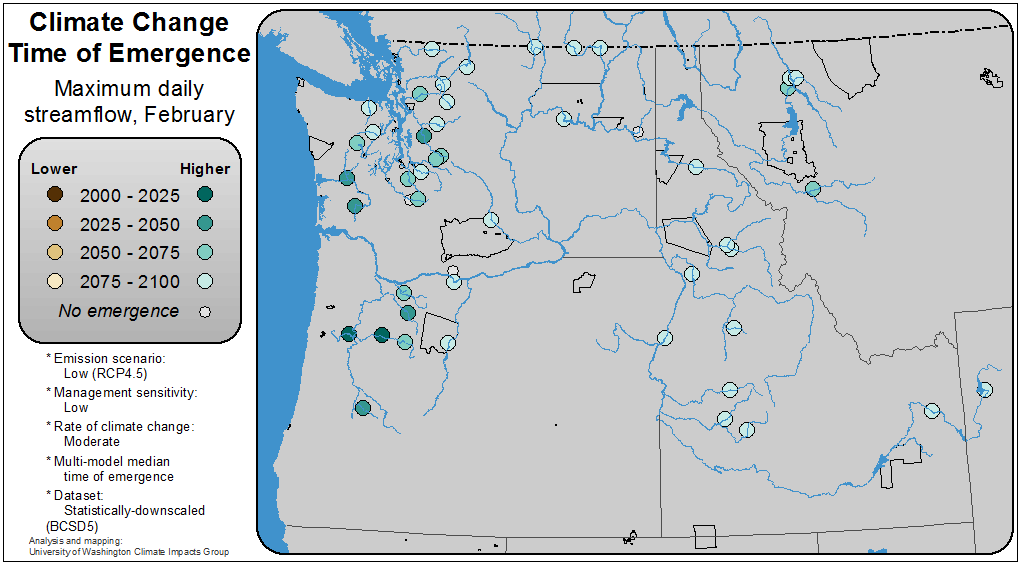 Climate Change
Time of Emergence
Maximum daily
streamflow, February
Lower Higher
2000 - 2025
2025 - 2050
2050 - 2075
2075 - 2100
No emergence
* Emission scenario:
Low (RCP4.5)
* Management sensitivity:
Low
* Rate of climate change:
Moderate
* Multi-model median
time of emergence
* Dataset:
Statistically-downscaled
(BCSD5)
Analysis and mapping:
University of Washington Climate Impacts Group